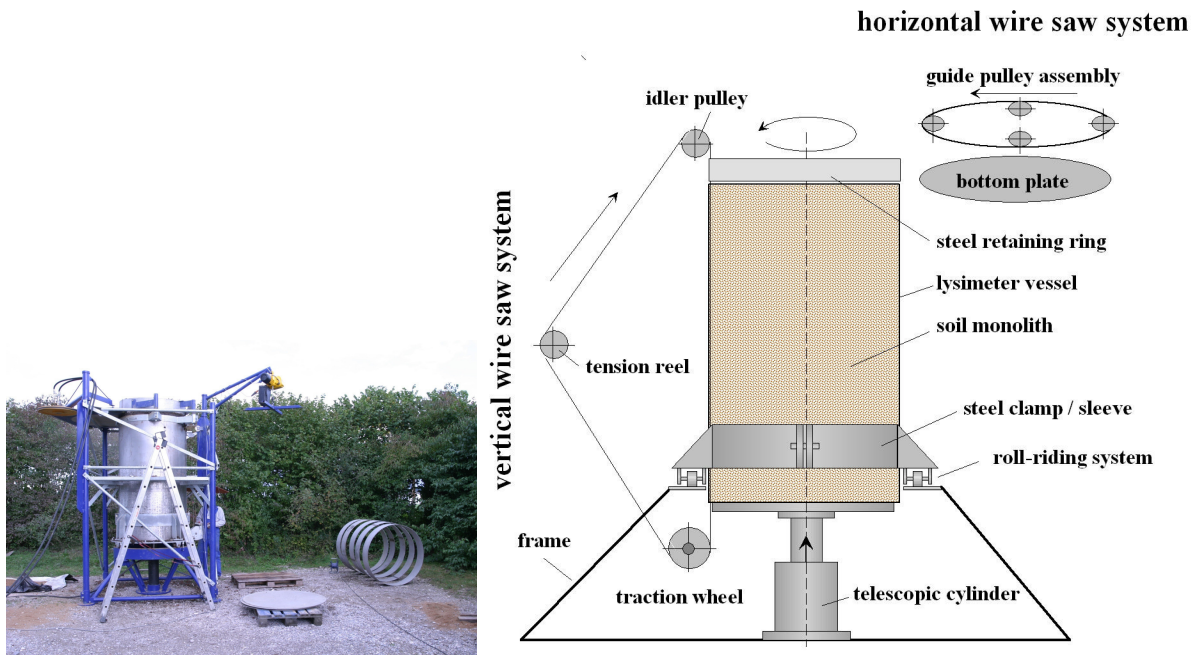 horizontal wire saw system
guide pulley assembly
idler pulley
bottom plate
steel retaining ring
lysimeter vessel
soil monolith
vertical wire saw system
tension reel
steel clamp / sleeve
roll-riding system
frame
traction wheel
telescopic cylinder